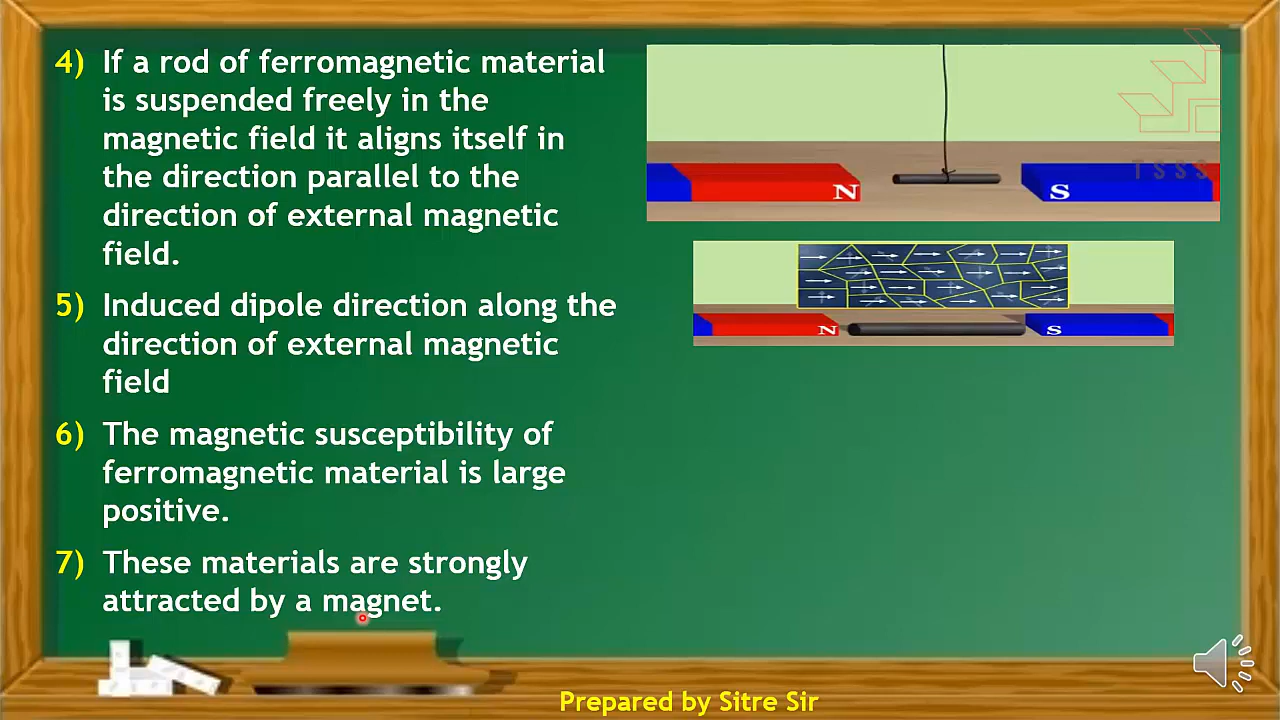 4) If a rod of ferromagnetic material
is suspended freely in the
magnetic field it aligns itself in
the direction parallel to the
direction of external magnetic
field.
5) Induced dipole direction along the
direction of external magnetic
field
6) The magnetic susceptibility of
ferromagnetic material is large
positive.
7) These materials are strongly
attracted by a magnet.
N S
TSSS
N S
Prepared by Sitre Sir